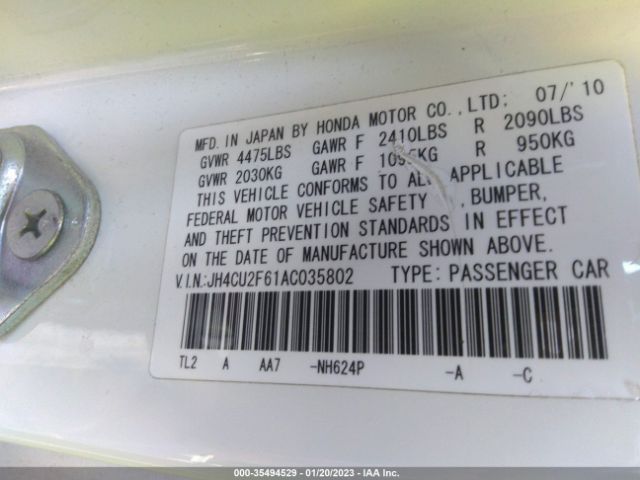 MFD. IN JAPAN BY HONDA MOTOR CO., LTD; 07/'10
GVWR 4475LBS GAWR F 2410LBS R 2090LBS
GVWR 2030KG GAWR F 1095KG R 950KG
THIS VEHICLE CONFORMS TO ALL APPLICABLE
FEDERAL MOTOR VEHICLE SAFETY , BUMPER,
AND THEFT PREVENTION STANDARDS IN EFFECT
ON THE DATE OF MANUFACTURE SHOWN ABOVE.
V.I.N.:JH4CU2F61AC035802 TYPE: PASSENGER CAR
TL2 A AA7 -NH624P -A -C
000-35494529 - 01/20/2023 - IAA Inc.